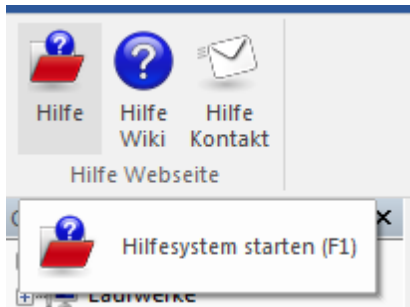 Hilfe
Hilfe Wiki
Hilfe Kontakt
Hilfe Webseite
Hilfesystem starten (F1)
Laufwerke